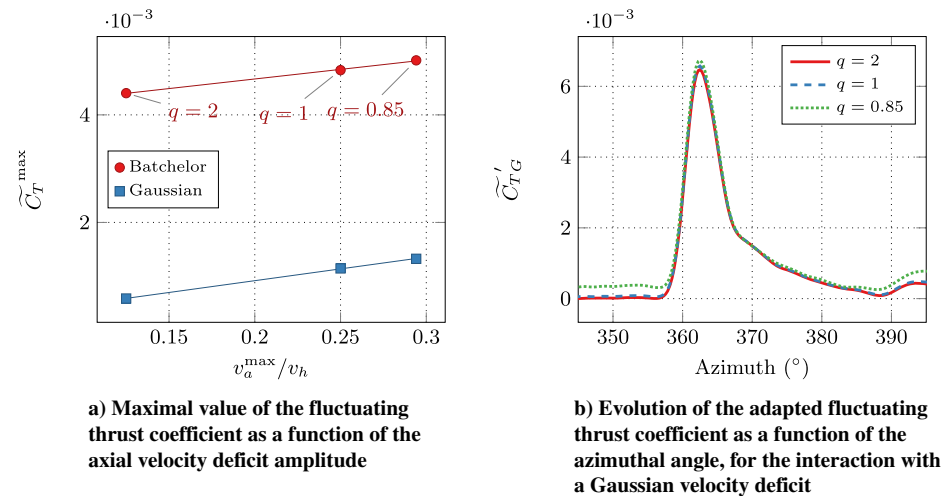 ·10⁻³
4
2
0.15
0.2
0.25
0.3
q = 2
q = 1
q = 0.85
Batchelor
Gaussian
C̃_T^max
v_a^max/v_h
a) Maximal value of the fluctuating
thrust coefficient as a function of the
axial velocity deficit amplitude
·10⁻³
6
4
2
0
350
360
370
380
390
q = 2
q = 1
q = 0.85
C̃_TG′
Azimuth (°)
b) Evolution of the adapted fluctuating
thrust coefficient as a function of the
azimuthal angle, for the interaction with
a Gaussian velocity deficit